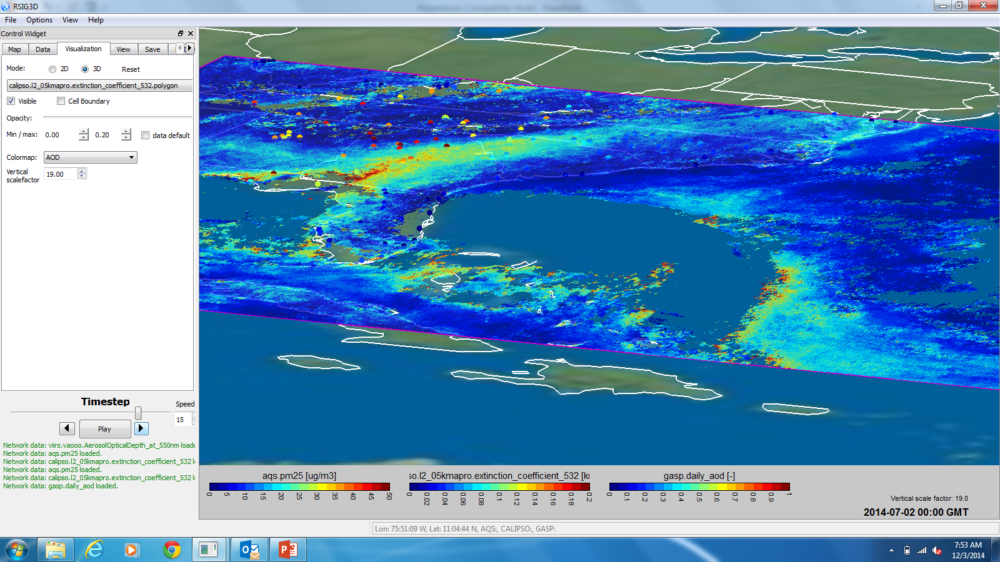 RSIG3D
File Options View Help
Control Widget
Map Data Visualization View Save
Mode: 2D 3D Reset
calipso.l2_05kmapro.extinction_coefficient_532.polygon
Visible Cell Boundary
Opacity:
Min / max: 0.00 0.20 data default
Colormap: AOD
Vertical
scalefactor 19.00
Timestep
Speed
15
Play
Network data: viirs.vaooo.AerosolOpticalDepth_at_550nm loade
Network data: aqs.pm25 loaded.
Network data: calipso.l2_05kmapro.extinction_coefficient_532 l
Network data: aqs.pm25 loaded.
Network data: calipso.l2_05kmapro.extinction_coefficient_532 l
Network data: gasp.daily_aod loaded.
aqs.pm25 [ug/m3]
0 5 10 15 20 25 30 35 40 45 50
so.l2_05kmapro.extinction_coefficient_532 [k
0 0.02 0.04 0.06 0.08 0.1 0.12 0.14 0.16 0.18 0.2
gasp.daily_aod [-]
0 0.1 0.2 0.3 0.4 0.5 0.6 0.7 0.8 0.9 1
Vertical scale factor: 19.0
2014-07-02 00:00 GMT
Lon: 75:51:09 W, Lat: 11:04:44 N, AQS:, CALIPSO:, GASP:
7:53 AM
12/3/2014